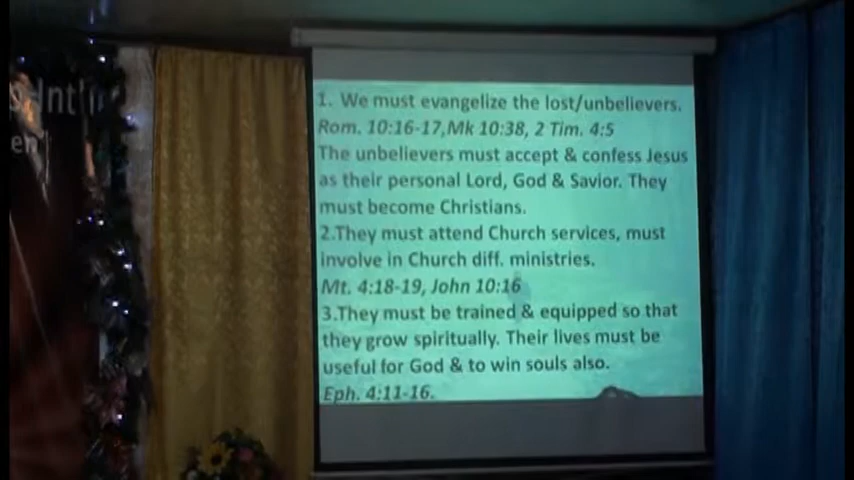 1. We must evangelize the lost/unbelievers.
Rom. 10:16-17,Mk 10:38, 2 Tim. 4:5
The unbelievers must accept & confess Jesus
as their personal Lord, God & Savior. They
must become Christians.
2.They must attend Church services, must
involve in Church diff. ministries.
Mt. 4:18-19, John 10:16
3.They must be trained & equipped so that
they grow spiritually. Their lives must be
useful for God & to win souls also.
Eph. 4:11-16.